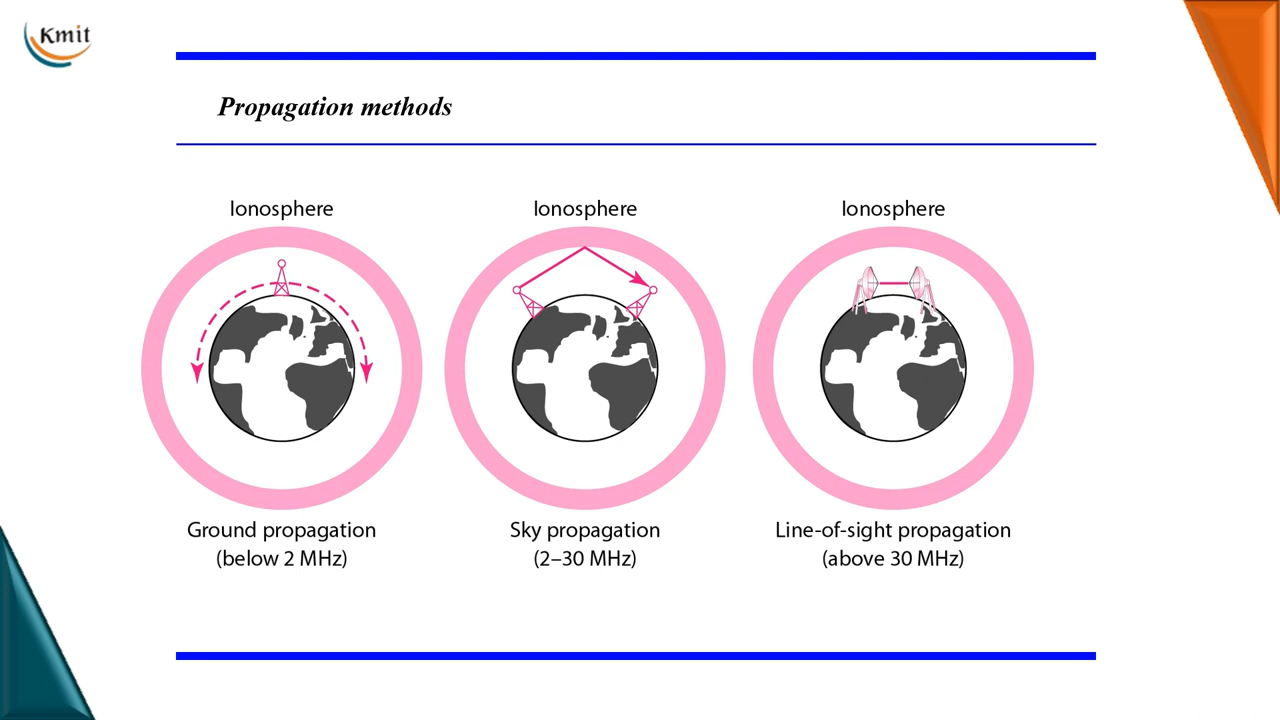 Kmit
Propagation methods
Ionosphere
Ionosphere
Ionosphere
Ground propagation
(below 2 MHz)
Sky propagation
(2–30 MHz)
Line-of-sight propagation
(above 30 MHz)